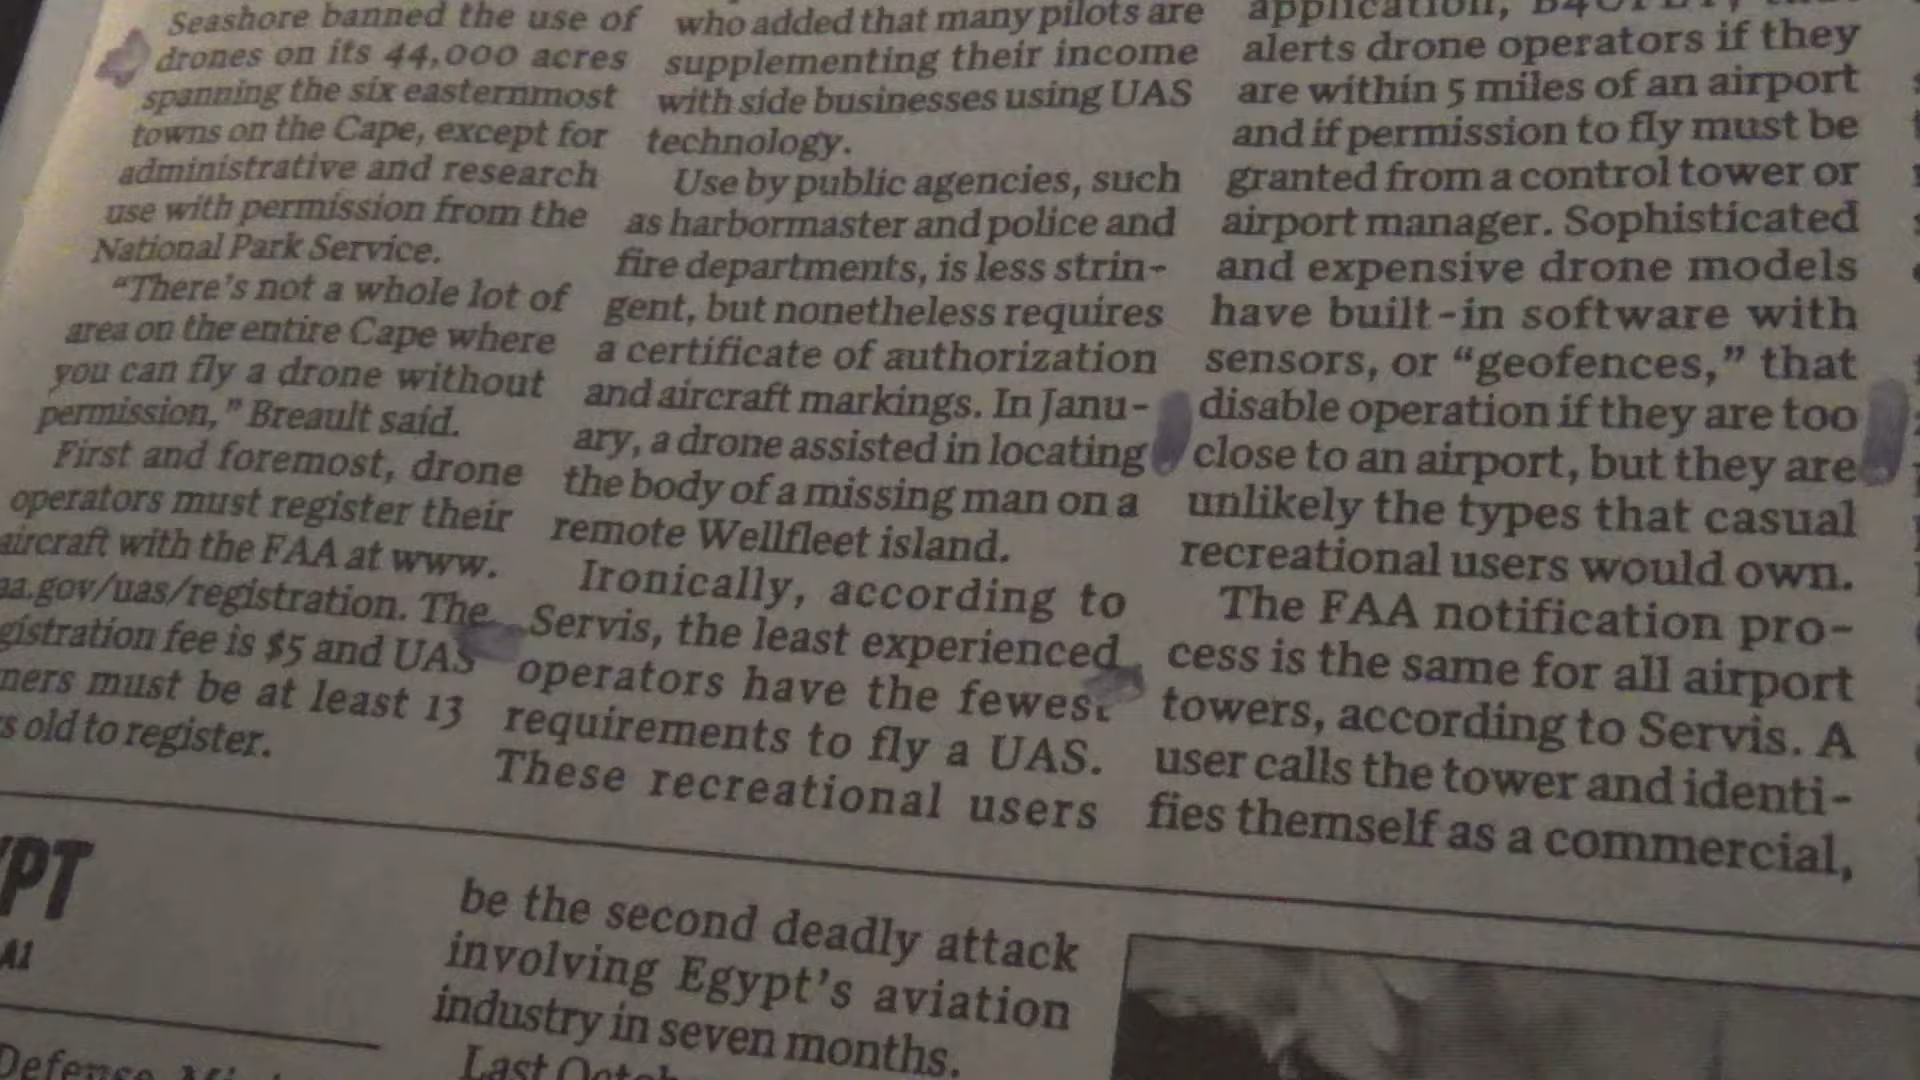 Seashore banned the use of
drones on its 44,000 acres
spanning the six easternmost
towns on the Cape, except for
administrative and research
use with permission from the
National Park Service.
“There’s not a whole lot of
area on the entire Cape where
you can fly a drone without
permission,” Breault said.
First and foremost, drone
operators must register their
aircraft with the FAA at www.
aa.gov/uas/registration. The
gistration fee is $5 and UAS
ners must be at least 13
s old to register.
who added that many pilots are
supplementing their income
with side businesses using UAS
technology.
Use by public agencies, such
as harbormaster and police and
fire departments, is less strin-
gent, but nonetheless requires
a certificate of authorization
and aircraft markings. In Janu-
ary, a drone assisted in locating
the body of a missing man on a
remote Wellfleet island.
Ironically, according to
Servis, the least experienced
operators have the fewest
requirements to fly a UAS.
These recreational users
application,
alerts drone operators if they
are within 5 miles of an airport
and if permission to fly must be
granted from a control tower or
airport manager. Sophisticated
and expensive drone models
have built-in software with
sensors, or “geofences,” that
disable operation if they are too
close to an airport, but they are
unlikely the types that casual
recreational users would own.
The FAA notification pro-
cess is the same for all airport
towers, according to Servis. A
user calls the tower and identi-
fies themself as a commercial,
YPT
A1
Defense
be the second deadly attack
involving Egypt’s aviation
industry in seven months.
Last